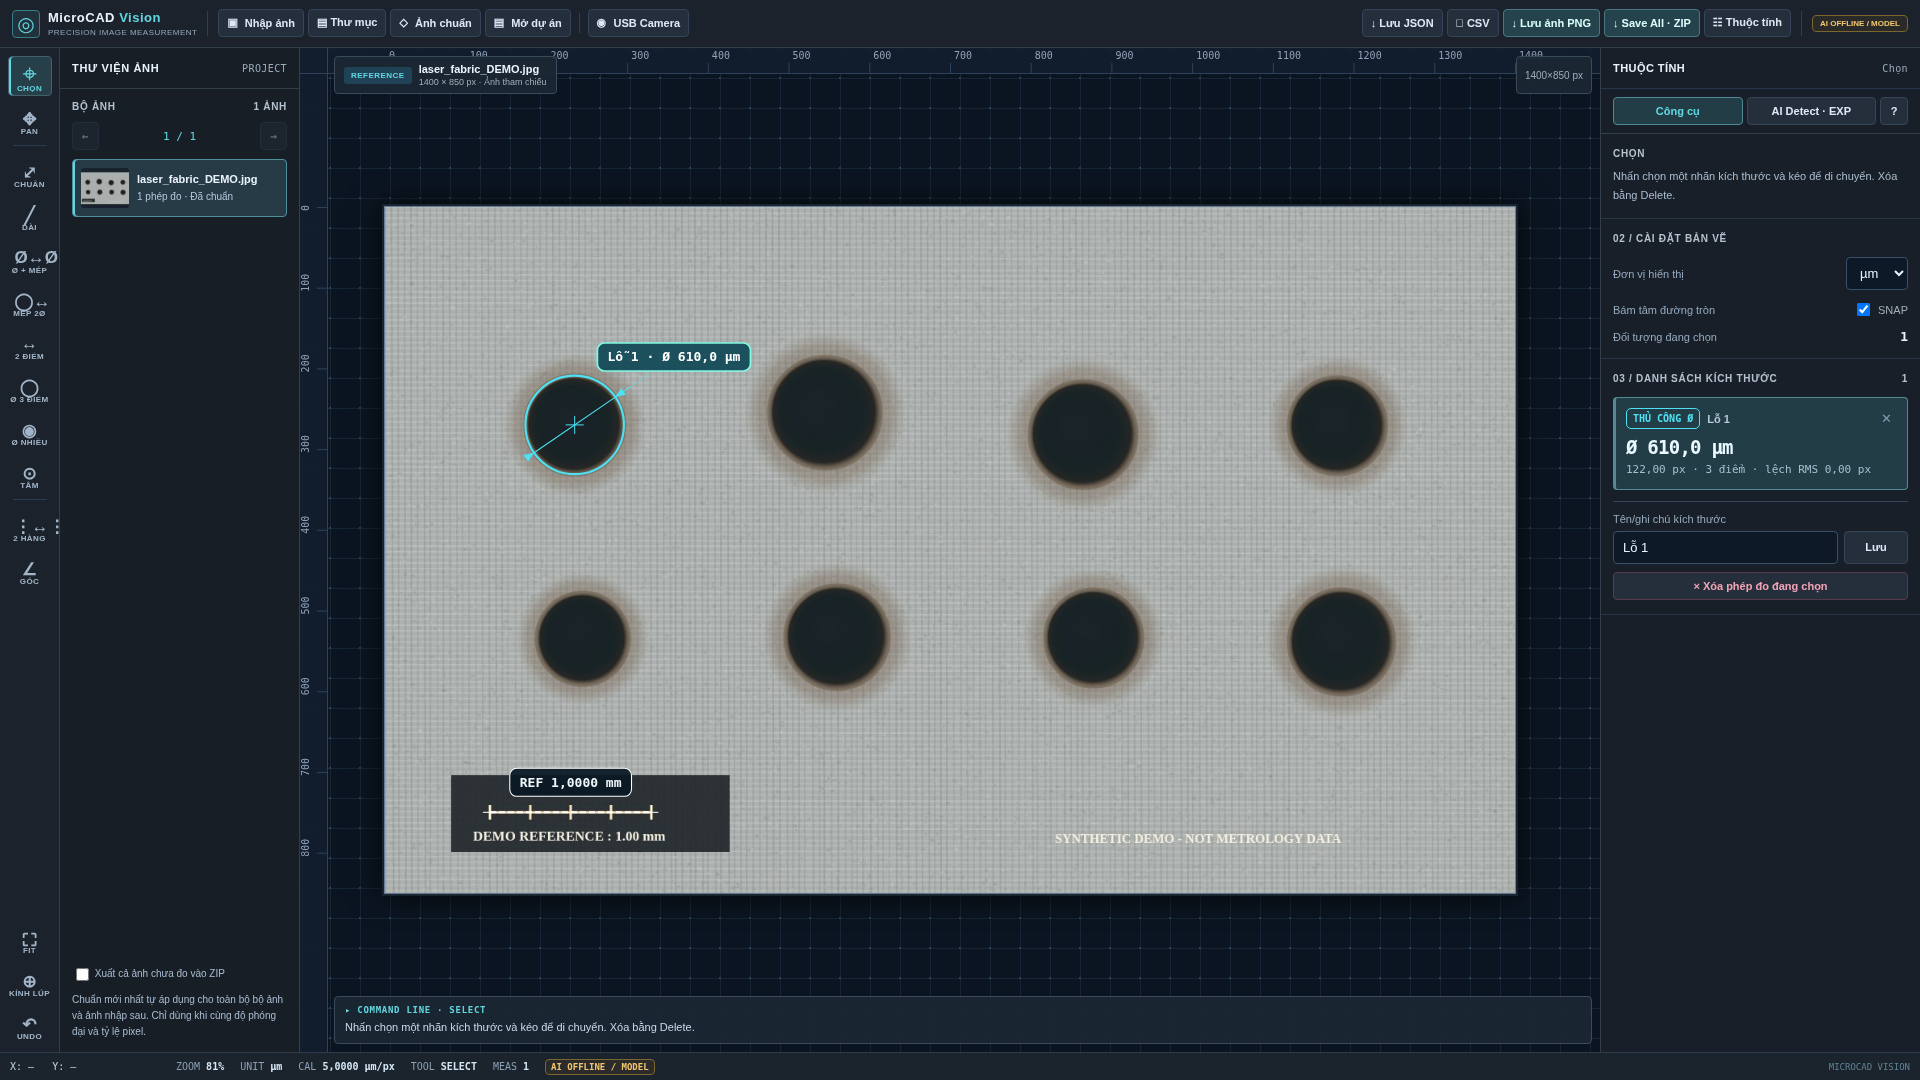 MicroCAD Vision
PRECISION IMAGE MEASUREMENT
Nhập ảnh
Thư mục
Ảnh chuẩn
Mở dự án
USB Camera
↓ Lưu JSON
CSV
↓ Lưu ảnh PNG
↓ Save All · ZIP
Thuộc tính
AI OFFLINE / MODEL
CHỌN
PAN
CHUẨN
DÀI
Ø + MÉP
MÉP 2Ø
2 ĐIỂM
Ø 3 ĐIỂM
Ø NHIỀU
TÂM
2 HÀNG
GÓC
FIT
KÍNH LÚP
UNDO
THƯ VIỆN ẢNH
PROJECT
BỘ ẢNH
1 ẢNH
← 1 / 1 →
laser_fabric_DEMO.jpg
1 phép đo · Đã chuẩn
Xuất cả ảnh chưa đo vào ZIP
Chuẩn mới nhất tự áp dụng cho toàn bộ bộ ảnh
và ảnh nhập sau. Chỉ dùng khi cùng độ phóng
đại và tỷ lệ pixel.
0 100 200 300 400 500 600 700 800 900 1000 1100 1200 1300 1400
0 100 200 300 400 500 600 700 800
REFERENCE
laser_fabric_DEMO.jpg
1400 × 850 px · Ảnh tham chiếu
1400×850 px
Lỗ 1 · Ø 610,0 µm
REF 1,0000 mm
DEMO REFERENCE : 1.00 mm
SYNTHETIC DEMO - NOT METROLOGY DATA
▸ COMMAND LINE · SELECT
Nhấn chọn một nhãn kích thước và kéo để di chuyển. Xóa bằng Delete.
THUỘC TÍNH
Chọn
Công cụ
AI Detect · EXP
?
CHỌN
Nhấn chọn một nhãn kích thước và kéo để di chuyển. Xóa
bằng Delete.
02 / CÀI ĐẶT BẢN VẼ
Đơn vị hiển thị
µm
Bám tâm đường tròn
SNAP
Đối tượng đang chọn
1
03 / DANH SÁCH KÍCH THƯỚC
1
THỦ CÔNG Ø
Lỗ 1
×
Ø 610,0 µm
122,00 px · 3 điểm · lệch RMS 0,00 px
Tên/ghi chú kích thước
Lỗ 1
Lưu
× Xóa phép đo đang chọn
X: — Y: —
ZOOM 81%
UNIT µm
CAL 5,0000 µm/px
TOOL SELECT
MEAS 1
AI OFFLINE / MODEL
MICROCAD VISION